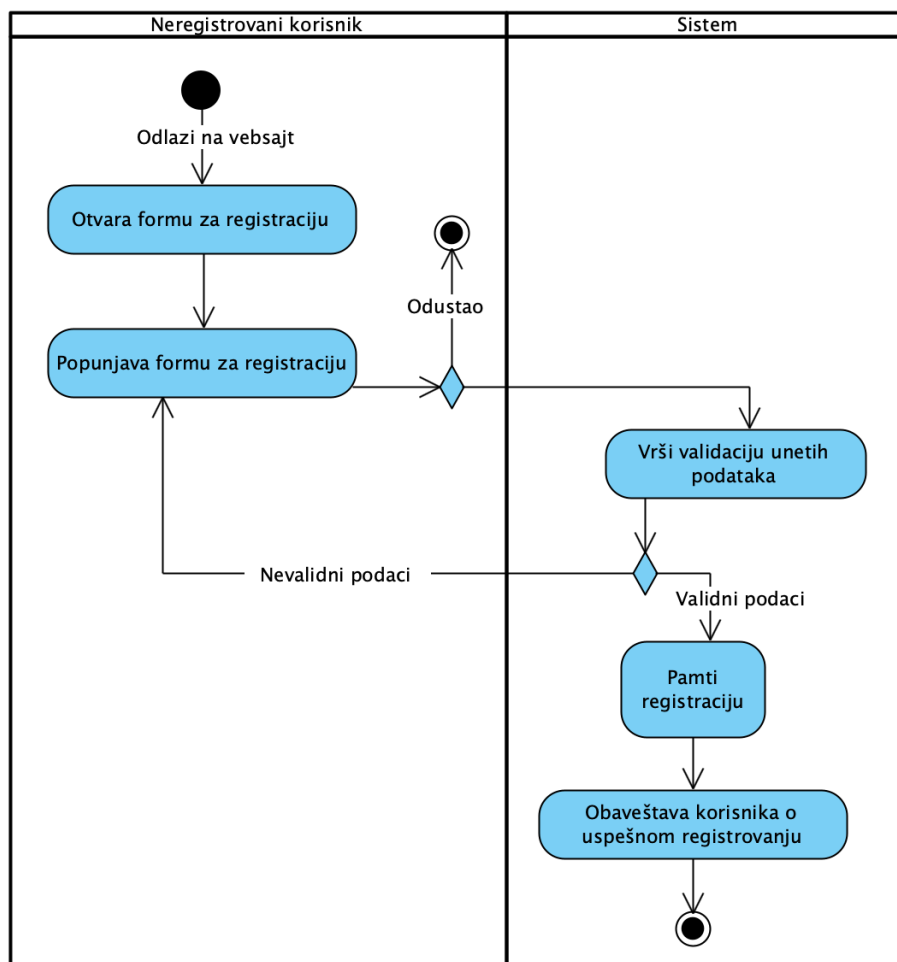 Neregistrovani korisnik
Sistem
Odlazi na vebsajt
Otvara formu za registraciju
Odustao
Popunjava formu za registraciju
Vrši validaciju unetih
podataka
Nevalidni podaci
Validni podaci
Pamti
registraciju
Obaveštava korisnika o
uspešnom registrovanju